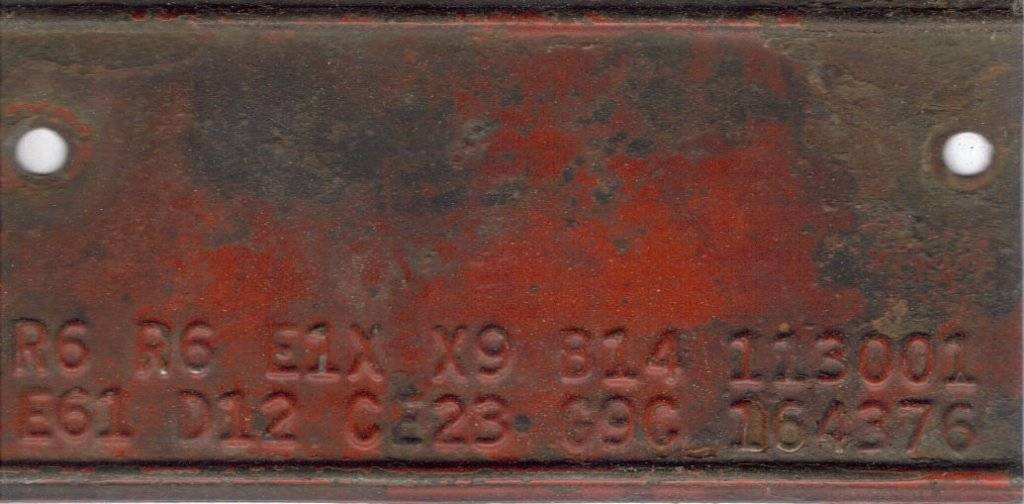 R6 R6 E1X X9 B14 113001
E61 D12 CE23 G9C 164376